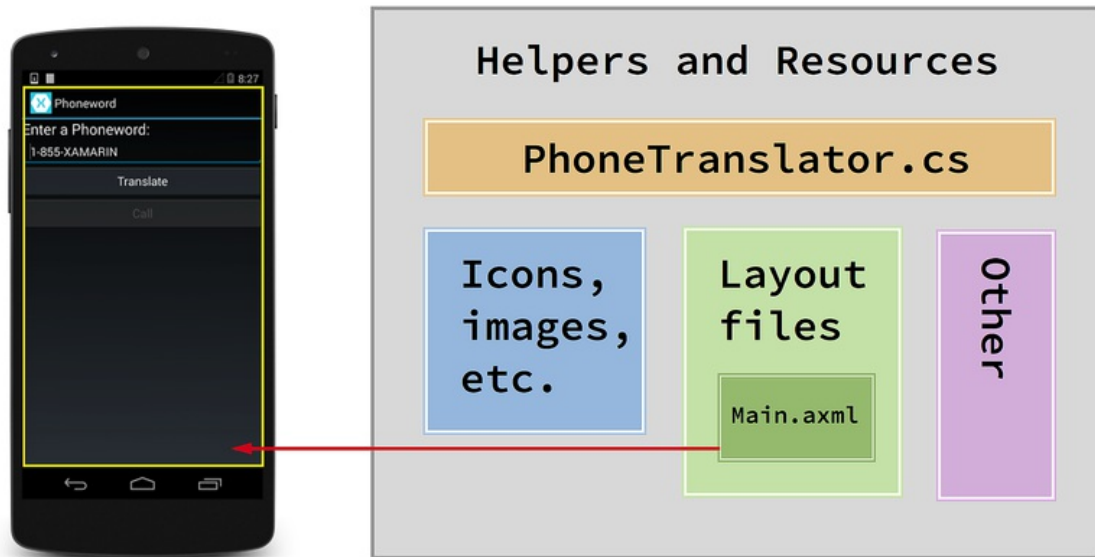 8:27
Phoneword
Enter a Phoneword:
1-855-XAMARIN
Translate
Call
Helpers and Resources
PhoneTranslator.cs
Icons,
images,
etc.
Layout
files
Main.axml
Other